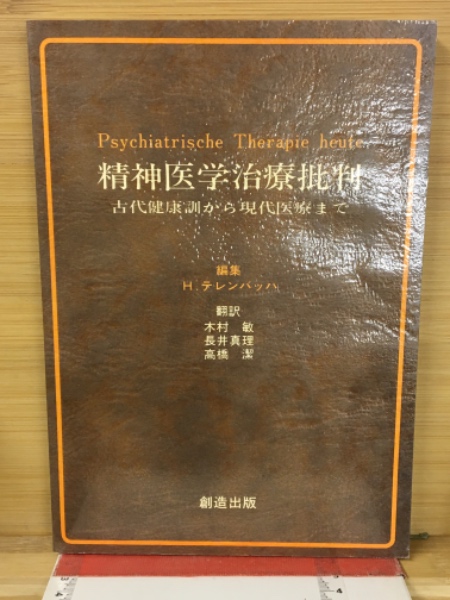 Psychiatrische Therapie heute
精神医学治療批判
古代健康訓から現代医療まで
編集
H.テレンバッハ
翻訳
木村 敏
長井真理
高橋 潔
創造出版